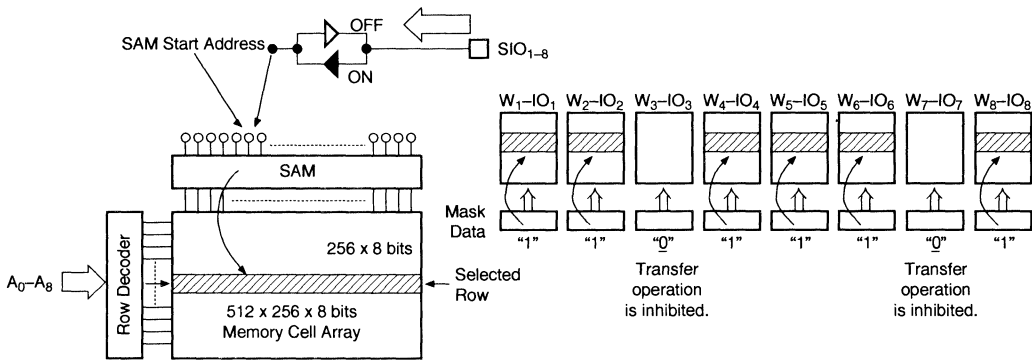 OFF
SAM Start Address
ON
SIO1–8
W1–IO1 W2–IO2 W3–IO3 W4–IO4 W5–IO5 W6–IO6 W7–IO7 W8–IO8
SAM
Mask
Data
"1" "1" "0" "1" "1" "1" "0" "1"
Transfer
operation
is inhibited.
Transfer
operation
is inhibited.
256 x 8 bits
Row Decoder
A0–A8
Selected
Row
512 x 256 x 8 bits
Memory Cell Array